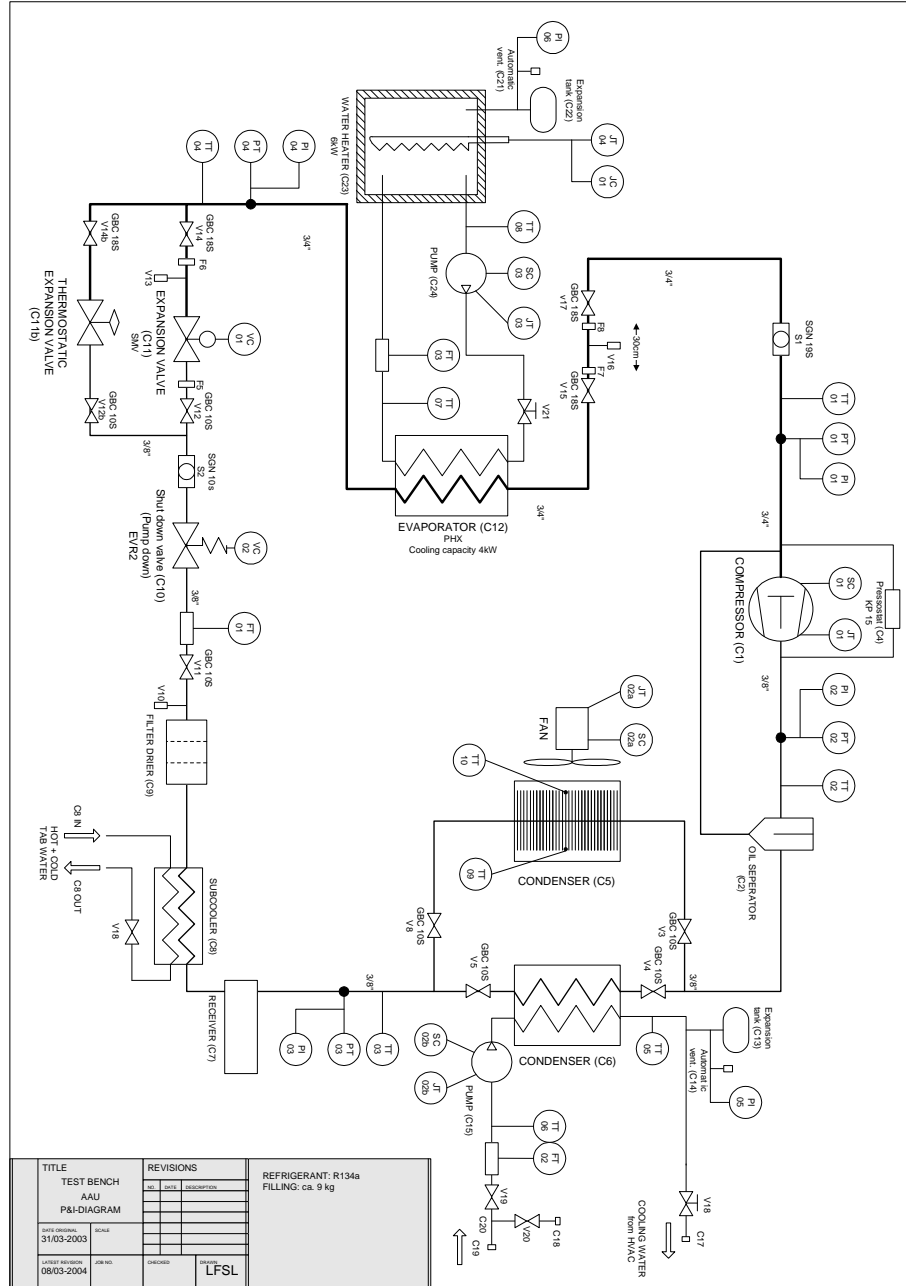 PI
06
Automatic
vent. (C21)
Expansion
tank (C22)
WATER HEATER (C23)
6kW
JT
04
JC
01
TT
04
PT
04
PI
04
3/4"
TT
08
PUMP (C24)
SC
03
JT
03
FT
03
TT
07
V21
EVAPORATOR (C12)
PHX
Cooling capacity 4kW
3/4"
GBC 18S
V14b
GBC 18S
V14
F6
V13
THERMOSTATIC
EXPANSION VALVE
(C11b)
EXPANSION VALVE
(C11)
SMV
VC
01
F5
GBC 10S
V12b
GBC 10S
V12
3/8"
SGN 10s
S2
Shut down valve (C10)
(Pump down)
EVR2
VC
02
3/8"
FT
01
GBC 10S
V11
V10
FILTER DRIER (C9)
GBC 18S
v17
F8
30cm
V16
F7
GBC 18S
V15
3/4"
SGN 19S
S1
TT
01
PT
01
PI
01
3/4"
COMPRESSOR (C1)
SC
01
JT
01
Pressostat (C4)
KP 15
3/8"
PI
02
PT
02
TT
02
OIL SEPERATOR
(C2)
JT
02a
SC
02a
FAN
TT
10
TT
09
CONDENSER (C5)
GBC 10S
V8
GBC 10S
V3
GBC 10S
V5
GBC 10S
V4
3/8"
3/8"
CONDENSER (C6)
C8 IN
C8 OUT
HOT + COLD
TAB WATER
V18
SUBCOOLER (C8)
RECEIVER (C7)
PI
03
PT
03
TT
03
SC
02b
JT
02b
PUMP (C15)
TT
05
Expansion
tank (C13)
Automatic
vent. (C14)
PI
05
TT
06
FT
02
V19
V20
C18
C20
C19
V18
C17
COOLING WATER
from HVAC
TITLE
TEST BENCH
AAU
P&I-DIAGRAM
REVISIONS
NO. DATE DESCRIPTION
DATE ORIGINAL
31/03-2003
SCALE
LATEST REVISION
08/03-2004
JOB NO.
CHECKED
DRAWN
LFSL
REFRIGERANT: R134a
FILLING: ca. 9 kg